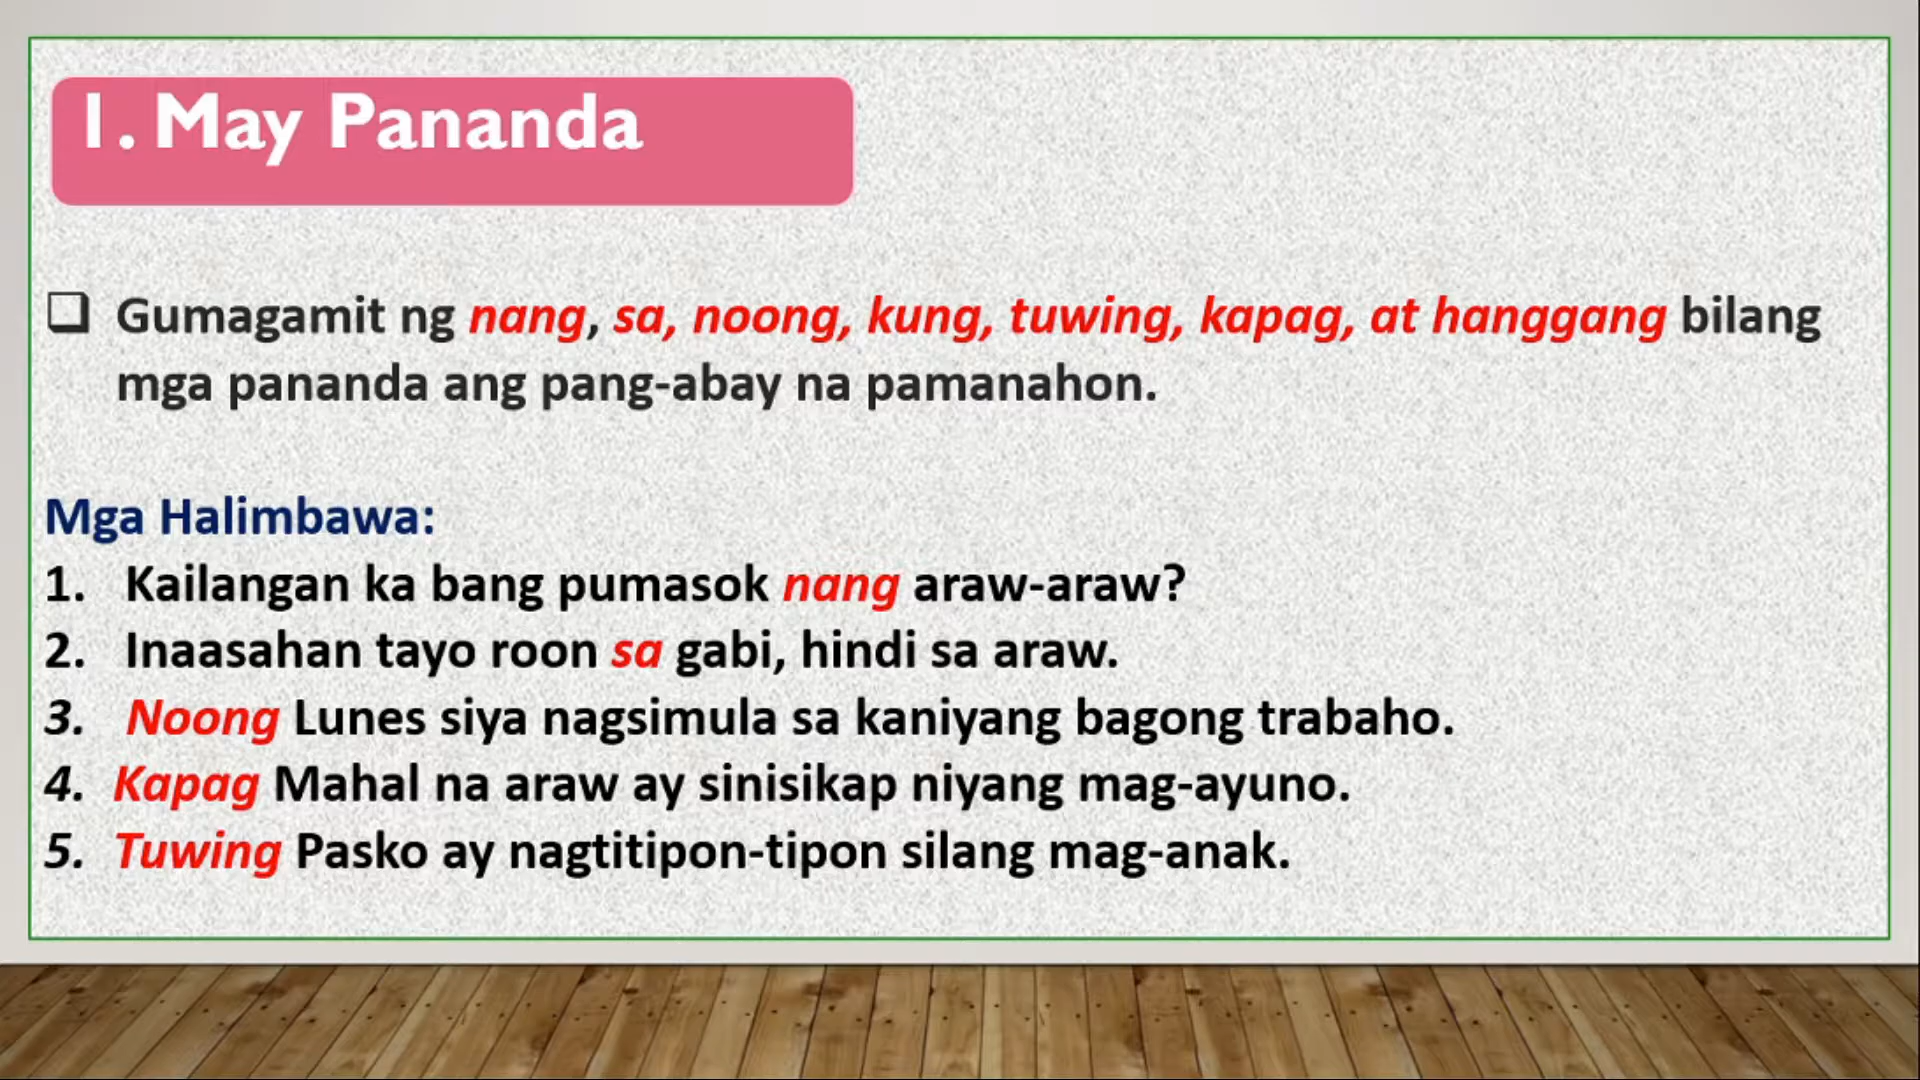 1. May Pananda
Gumagamit ng nang, sa, noong, kung, tuwing, kapag, at hanggang bilang
mga pananda ang pang-abay na pamanahon.
Mga Halimbawa:
1. Kailangan ka bang pumasok nang araw-araw?
2. Inaasahan tayo roon sa gabi, hindi sa araw.
3. Noong Lunes siya nagsimula sa kaniyang bagong trabaho.
4. Kapag Mahal na araw ay sinisikap niyang mag-ayuno.
5. Tuwing Pasko ay nagtitipon-tipon silang mag-anak.